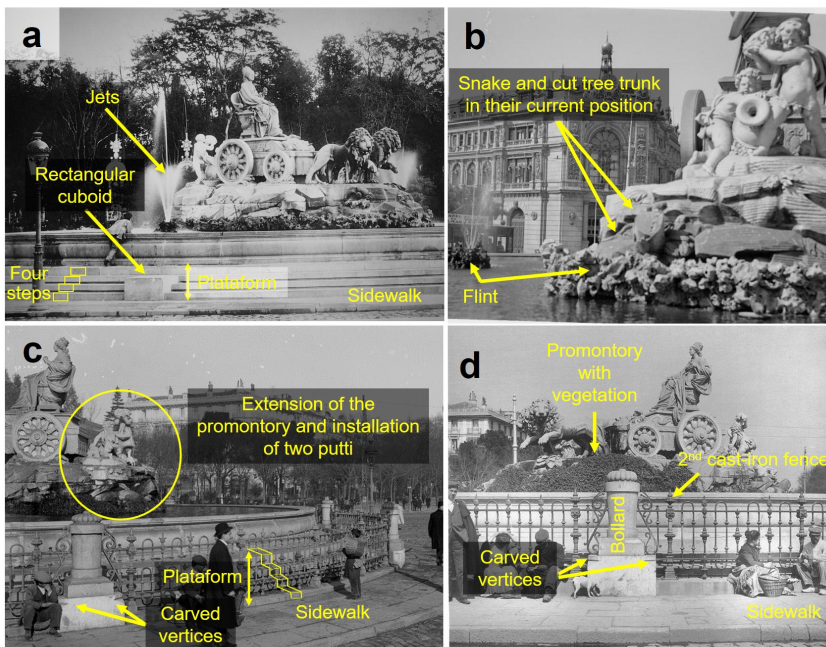 a
Jets
Rectangular
cuboid
Four
steps
Plataform
Sidewalk
b
Snake and cut tree trunk
in their current position
Flint
c
Extension of the
promontory and installation
of two putti
Plataform
Carved
vertices
Sidewalk
d
Promontory
with
vegetation
2nd cast-iron fence
Bollard
Carved
vertices
Sidewalk